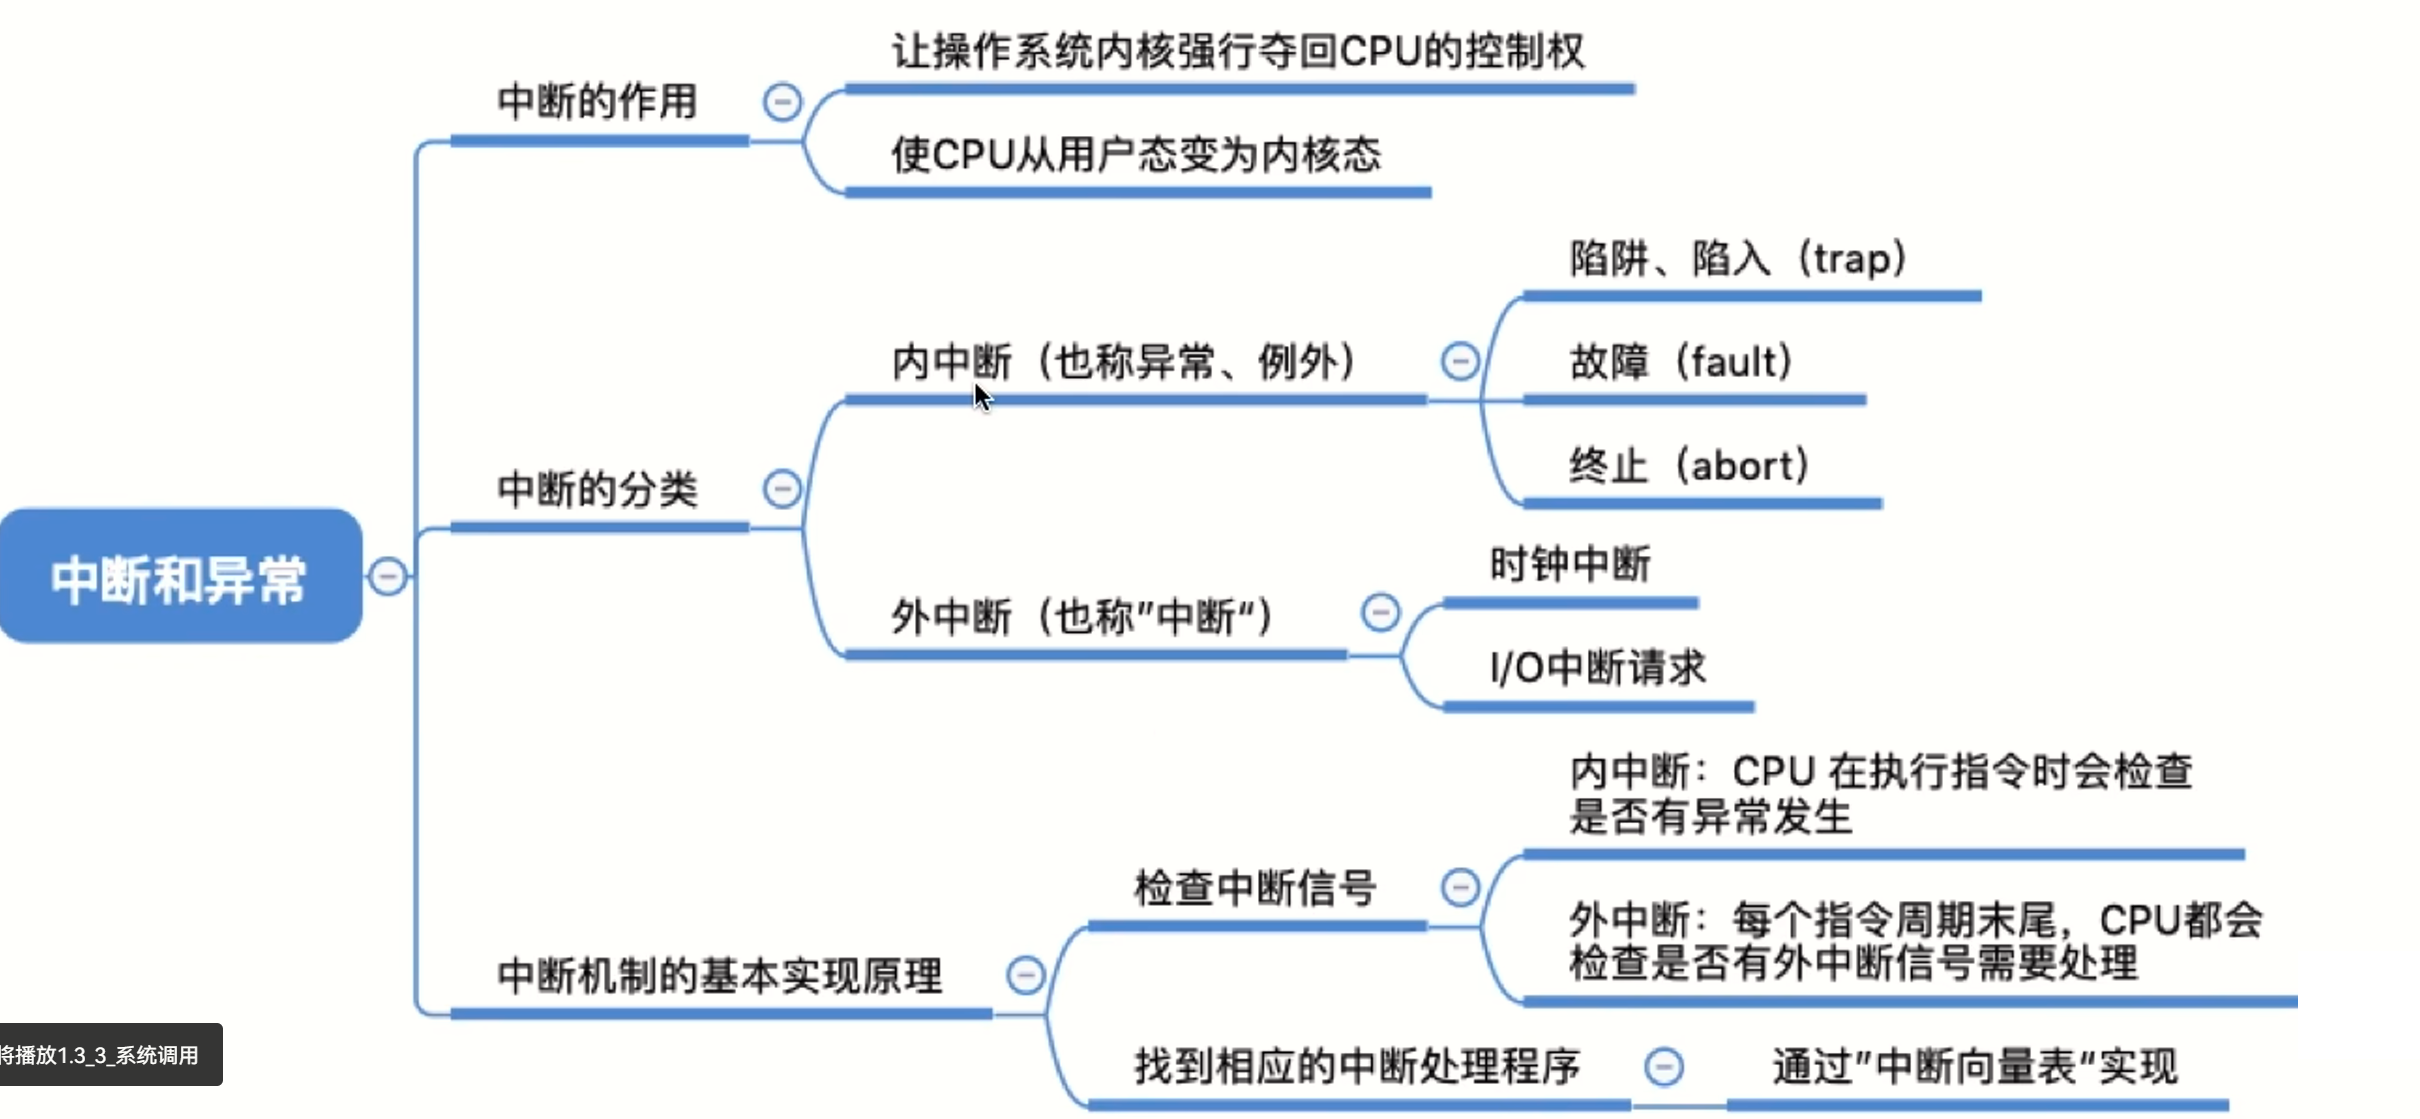 让操作系统内核强行夺回CPU的控制权
中断的作用
使CPU从用户态变为内核态
陷阱、陷入（trap）
内中断（也称异常、例外）
故障（fault）
终止（abort）
中断的分类
时钟中断
外中断（也称”中断“）
I/O中断请求
中断和异常
内中断：CPU 在执行指令时会检查
是否有异常发生
检查中断信号
外中断：每个指令周期末尾，CPU都会
检查是否有外中断信号需要处理
中断机制的基本实现原理
找到相应的中断处理程序
通过”中断向量表“实现
将播放1.3_3_系统调用